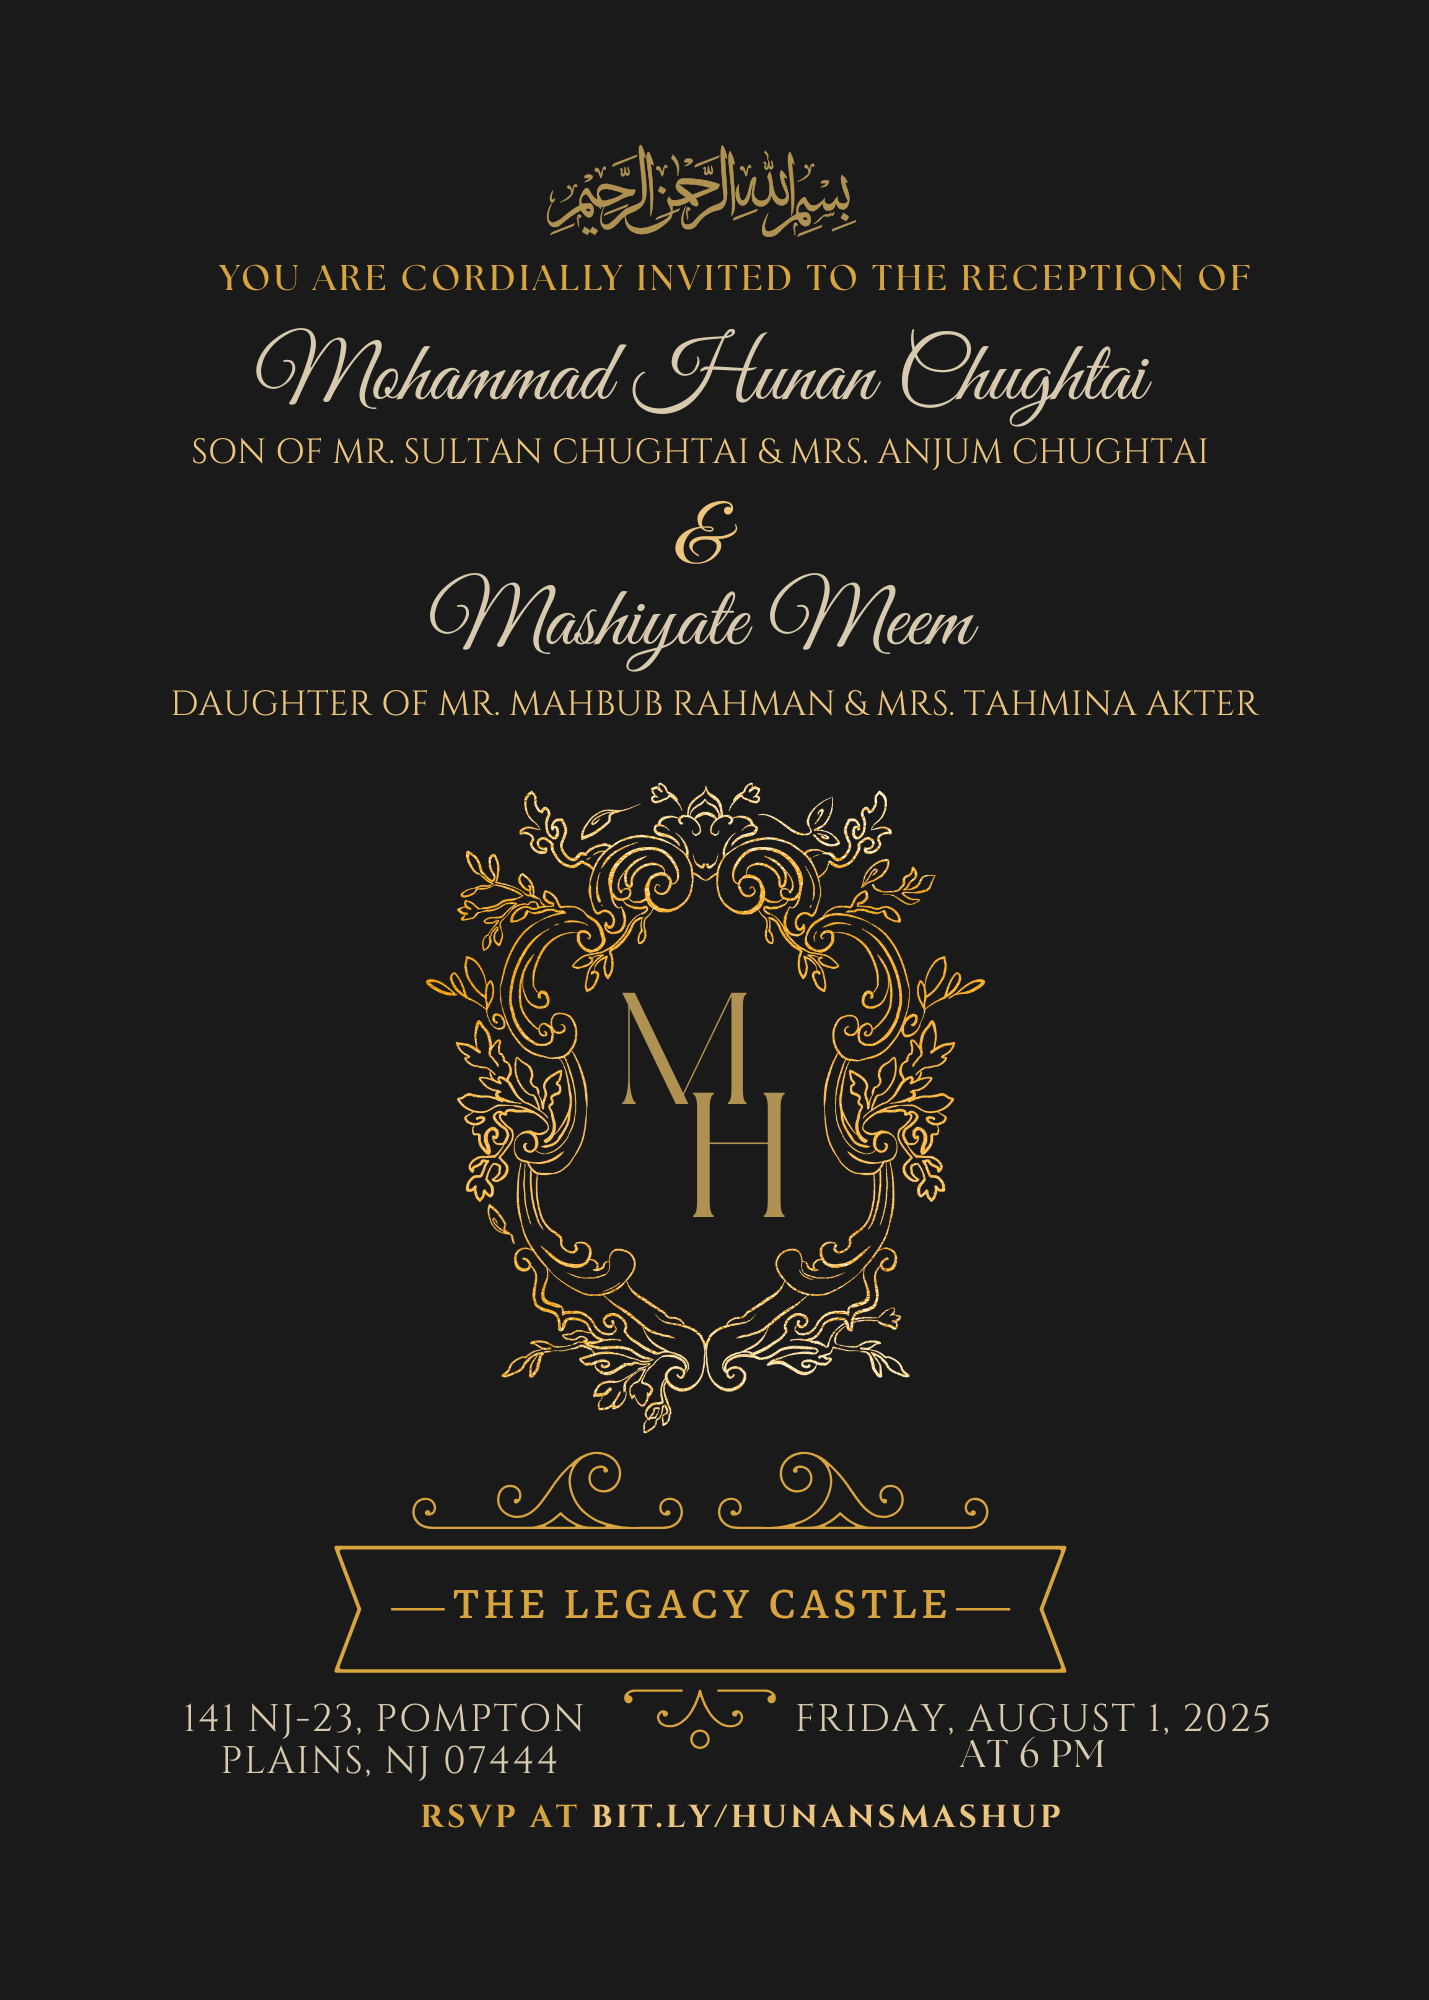 بِسْمِ اللهِ الرَّحْمٰنِ الرَّحِيْمِ
YOU ARE CORDIALLY INVITED TO THE RECEPTION OF
Mohammad Hunan Chughtai
SON OF MR. SULTAN CHUGHTAI & MRS. ANJUM CHUGHTAI
&
Mashiyate Meem
DAUGHTER OF MR. MAHBUB RAHMAN & MRS. TAHMINA AKTER
M
H
THE LEGACY CASTLE
141 NJ-23, POMPTON
PLAINS, NJ 07444
FRIDAY, AUGUST 1, 2025
AT 6 PM
RSVP AT BIT.LY/HUNANSMASHUP